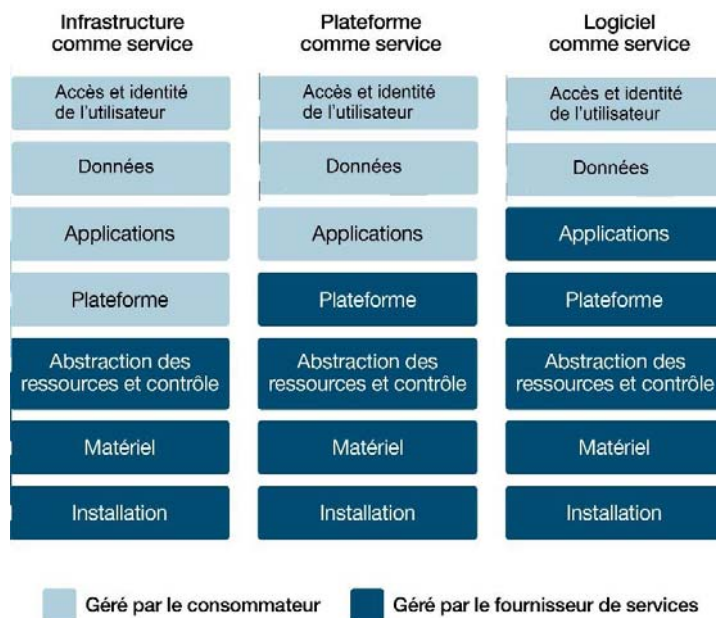 Infrastructure
comme service
Accès et identité
de l'utilisateur
Données
Applications
Plateforme
Abstraction des
ressources et contrôle
Matériel
Installation
Plateforme
comme service
Accès et identité
de l'utilisateur
Données
Applications
Plateforme
Abstraction des
ressources et contrôle
Matériel
Installation
Logiciel
comme service
Accès et identité
de l'utilisateur
Données
Applications
Plateforme
Abstraction des
ressources et contrôle
Matériel
Installation
Géré par le consommateur
Géré par le fournisseur de services